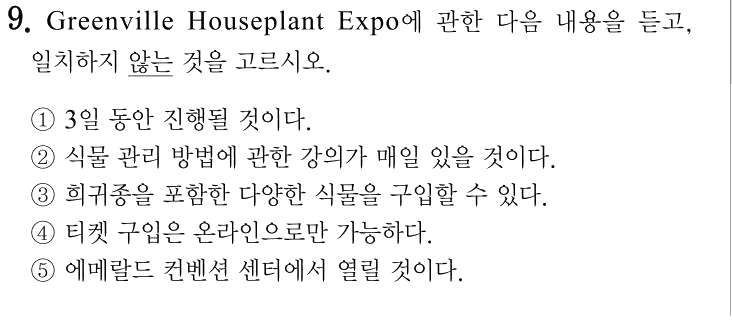 9. Greenville Houseplant Expo에 관한 다음 내용을 듣고,
일치하지 않는 것을 고르시오.
① 3일 동안 진행될 것이다.
② 식물 관리 방법에 관한 강의가 매일 있을 것이다.
③ 희귀종을 포함한 다양한 식물을 구입할 수 있다.
④ 티켓 구입은 온라인으로만 가능하다.
⑤ 에메랄드 컨벤션 센터에서 열릴 것이다.